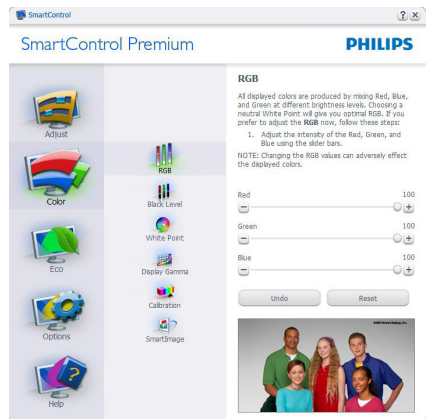 SmartControl
SmartControl Premium
PHILIPS
Adjust
Color
Eco
Options
Help
RGB
Black Level
White Point
Display Gamma
Calibration
SmartImage
RGB
All displayed colors are produced by mixing Red, Blue,
and Green at different brightness levels. Choosing a
neutral White Point will give you optimal RGB. If you
prefer to adjust the RGB now, follow these steps:
1. Adjust the intensity of the Red, Green, and
Blue using the slider bars.
NOTE: Changing the RGB values can adversely effect
the displayed colors.
Red 100
Green 100
Blue 100
Undo Reset